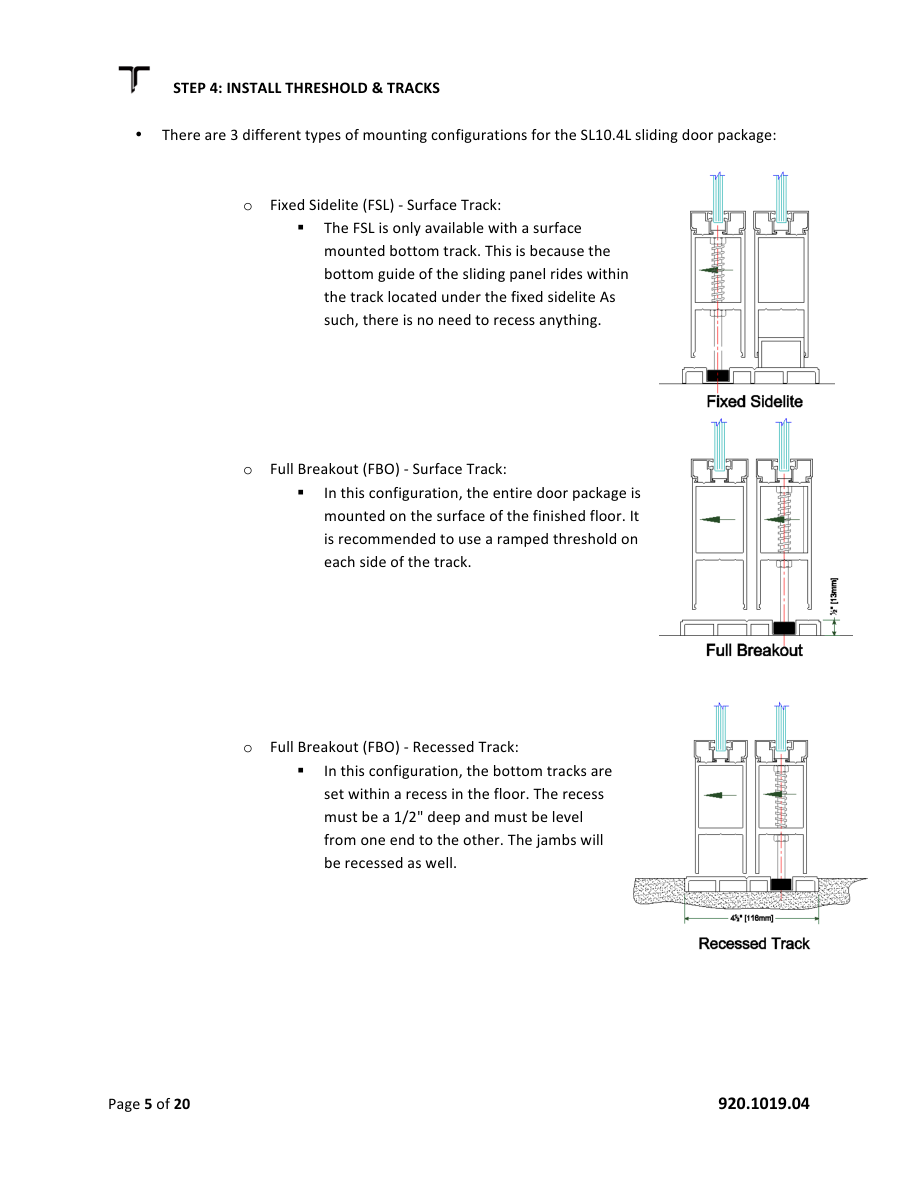 STEP 4: INSTALL THRESHOLD & TRACKS
• There are 3 different types of mounting configurations for the SL10.4L sliding door package:
o Fixed Sidelite (FSL) - Surface Track:
▪ The FSL is only available with a surface
mounted bottom track. This is because the
bottom guide of the sliding panel rides within
the track located under the fixed sidelite As
such, there is no need to recess anything.
Fixed Sidelite
o Full Breakout (FBO) - Surface Track:
▪ In this configuration, the entire door package is
mounted on the surface of the finished floor. It
is recommended to use a ramped threshold on
each side of the track.
½" [13mm]
Full Breakout
o Full Breakout (FBO) - Recessed Track:
▪ In this configuration, the bottom tracks are
set within a recess in the floor. The recess
must be a 1/2" deep and must be level
from one end to the other. The jambs will
be recessed as well.
[116mm]
Recessed Track
Page 5 of 20
920.1019.04